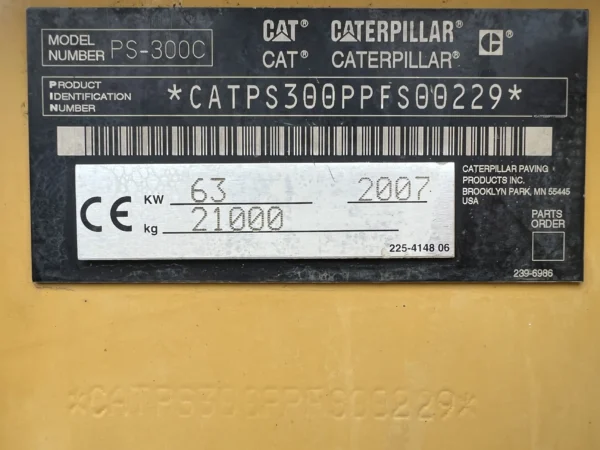 MODEL NUMBER PS-300C
CAT CATERPILLAR
CAT® CATERPILLAR® C E ®
PRODUCT IDENTIFICATION NUMBER *CATPS300PPFS00229*
CE
KW 63 2007
kg 21000
225-4148 06
CATERPILLAR PAVING
PRODUCTS INC.
BROOKLYN PARK, MN 55445
USA
PARTS
ORDER
239-6986
*CATPS300PPFS00229*